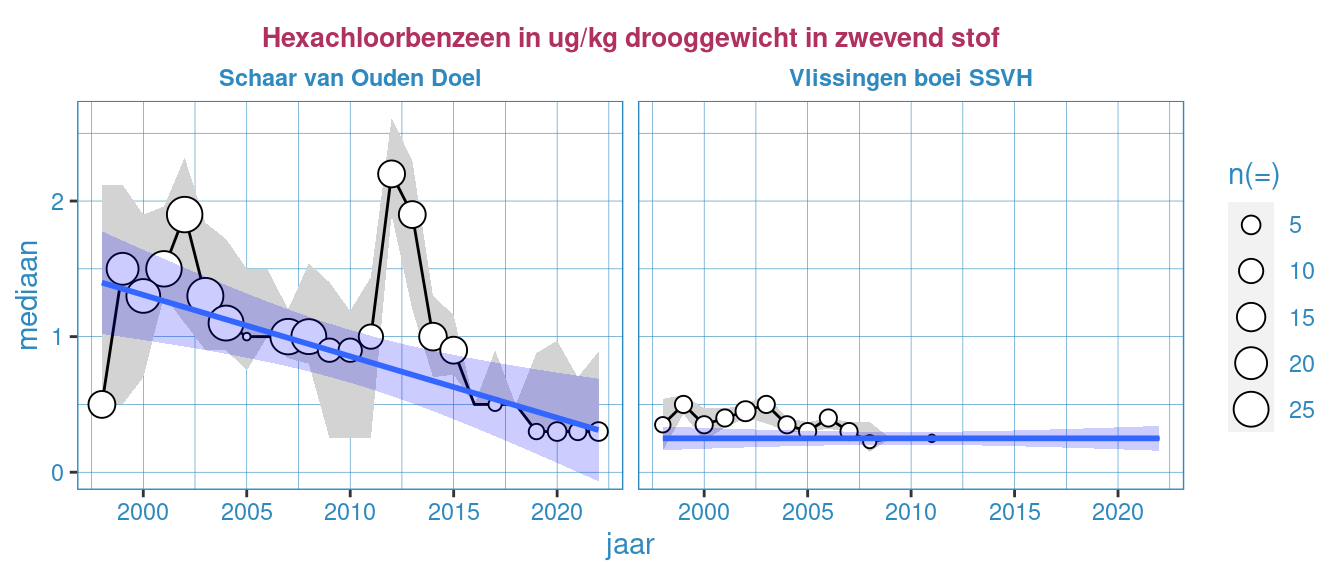 Hexachloorbenzeen in ug/kg drooggewicht in zwevend stof
Schaar van Ouden Doel
Vlissingen boei SSVH
mediaan
2
1
0
2000 2005 2010 2015 2020
2000 2005 2010 2015 2020
jaar
n(=)
5
10
15
20
25